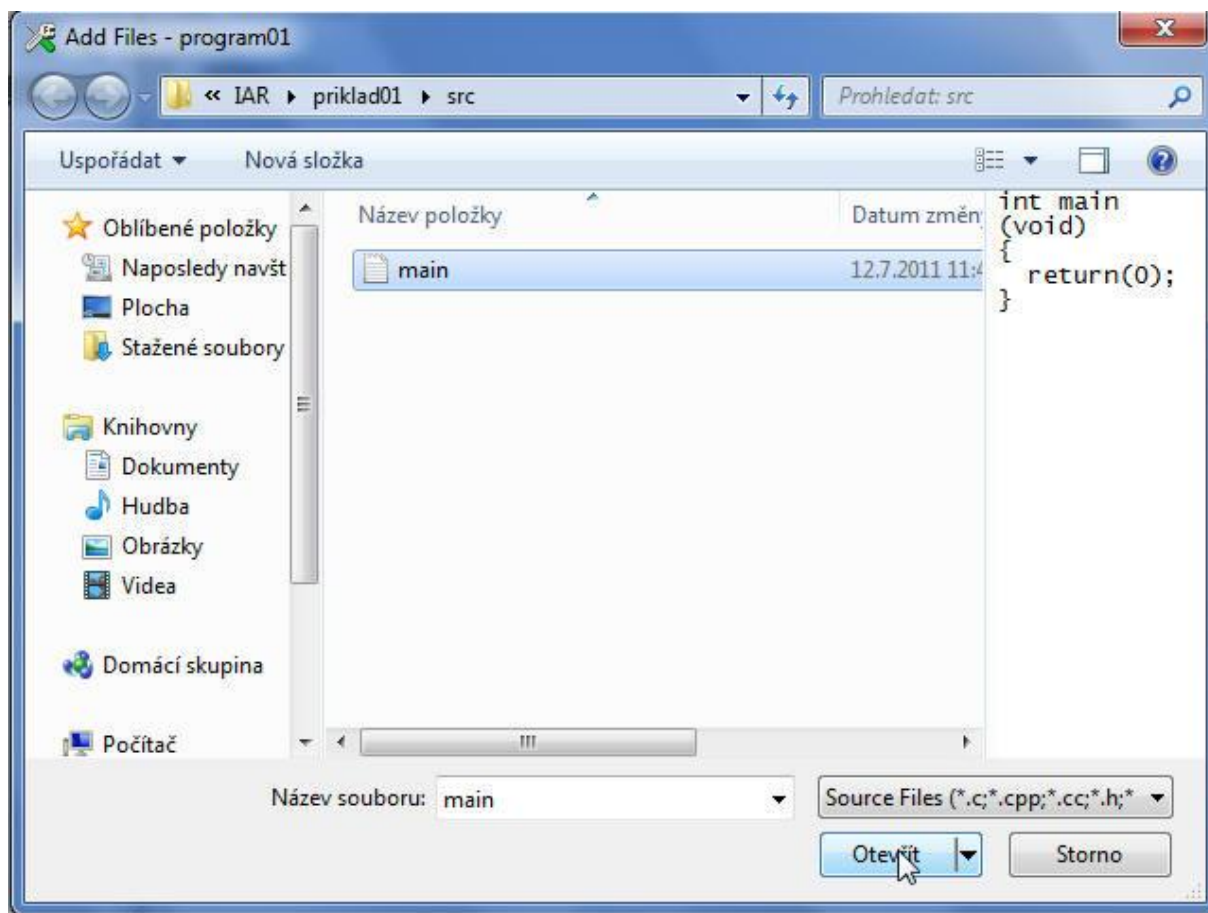 Add Files - program01
« IAR ▸ priklad01 ▸ src
Prohledat: src
Uspořádat
Nová složka
Oblíbené položky
Naposledy navšt
Plocha
Stažené soubory
Knihovny
Dokumenty
Hudba
Obrázky
Videa
Domácí skupina
Počítač
Název položky
Datum změn
main
12.7.2011 11:4
int main
(void)
{
return(0);
}
Název souboru: main
Source Files (*.c;*.cpp;*.cc;*.h;*
Otevřít
Storno